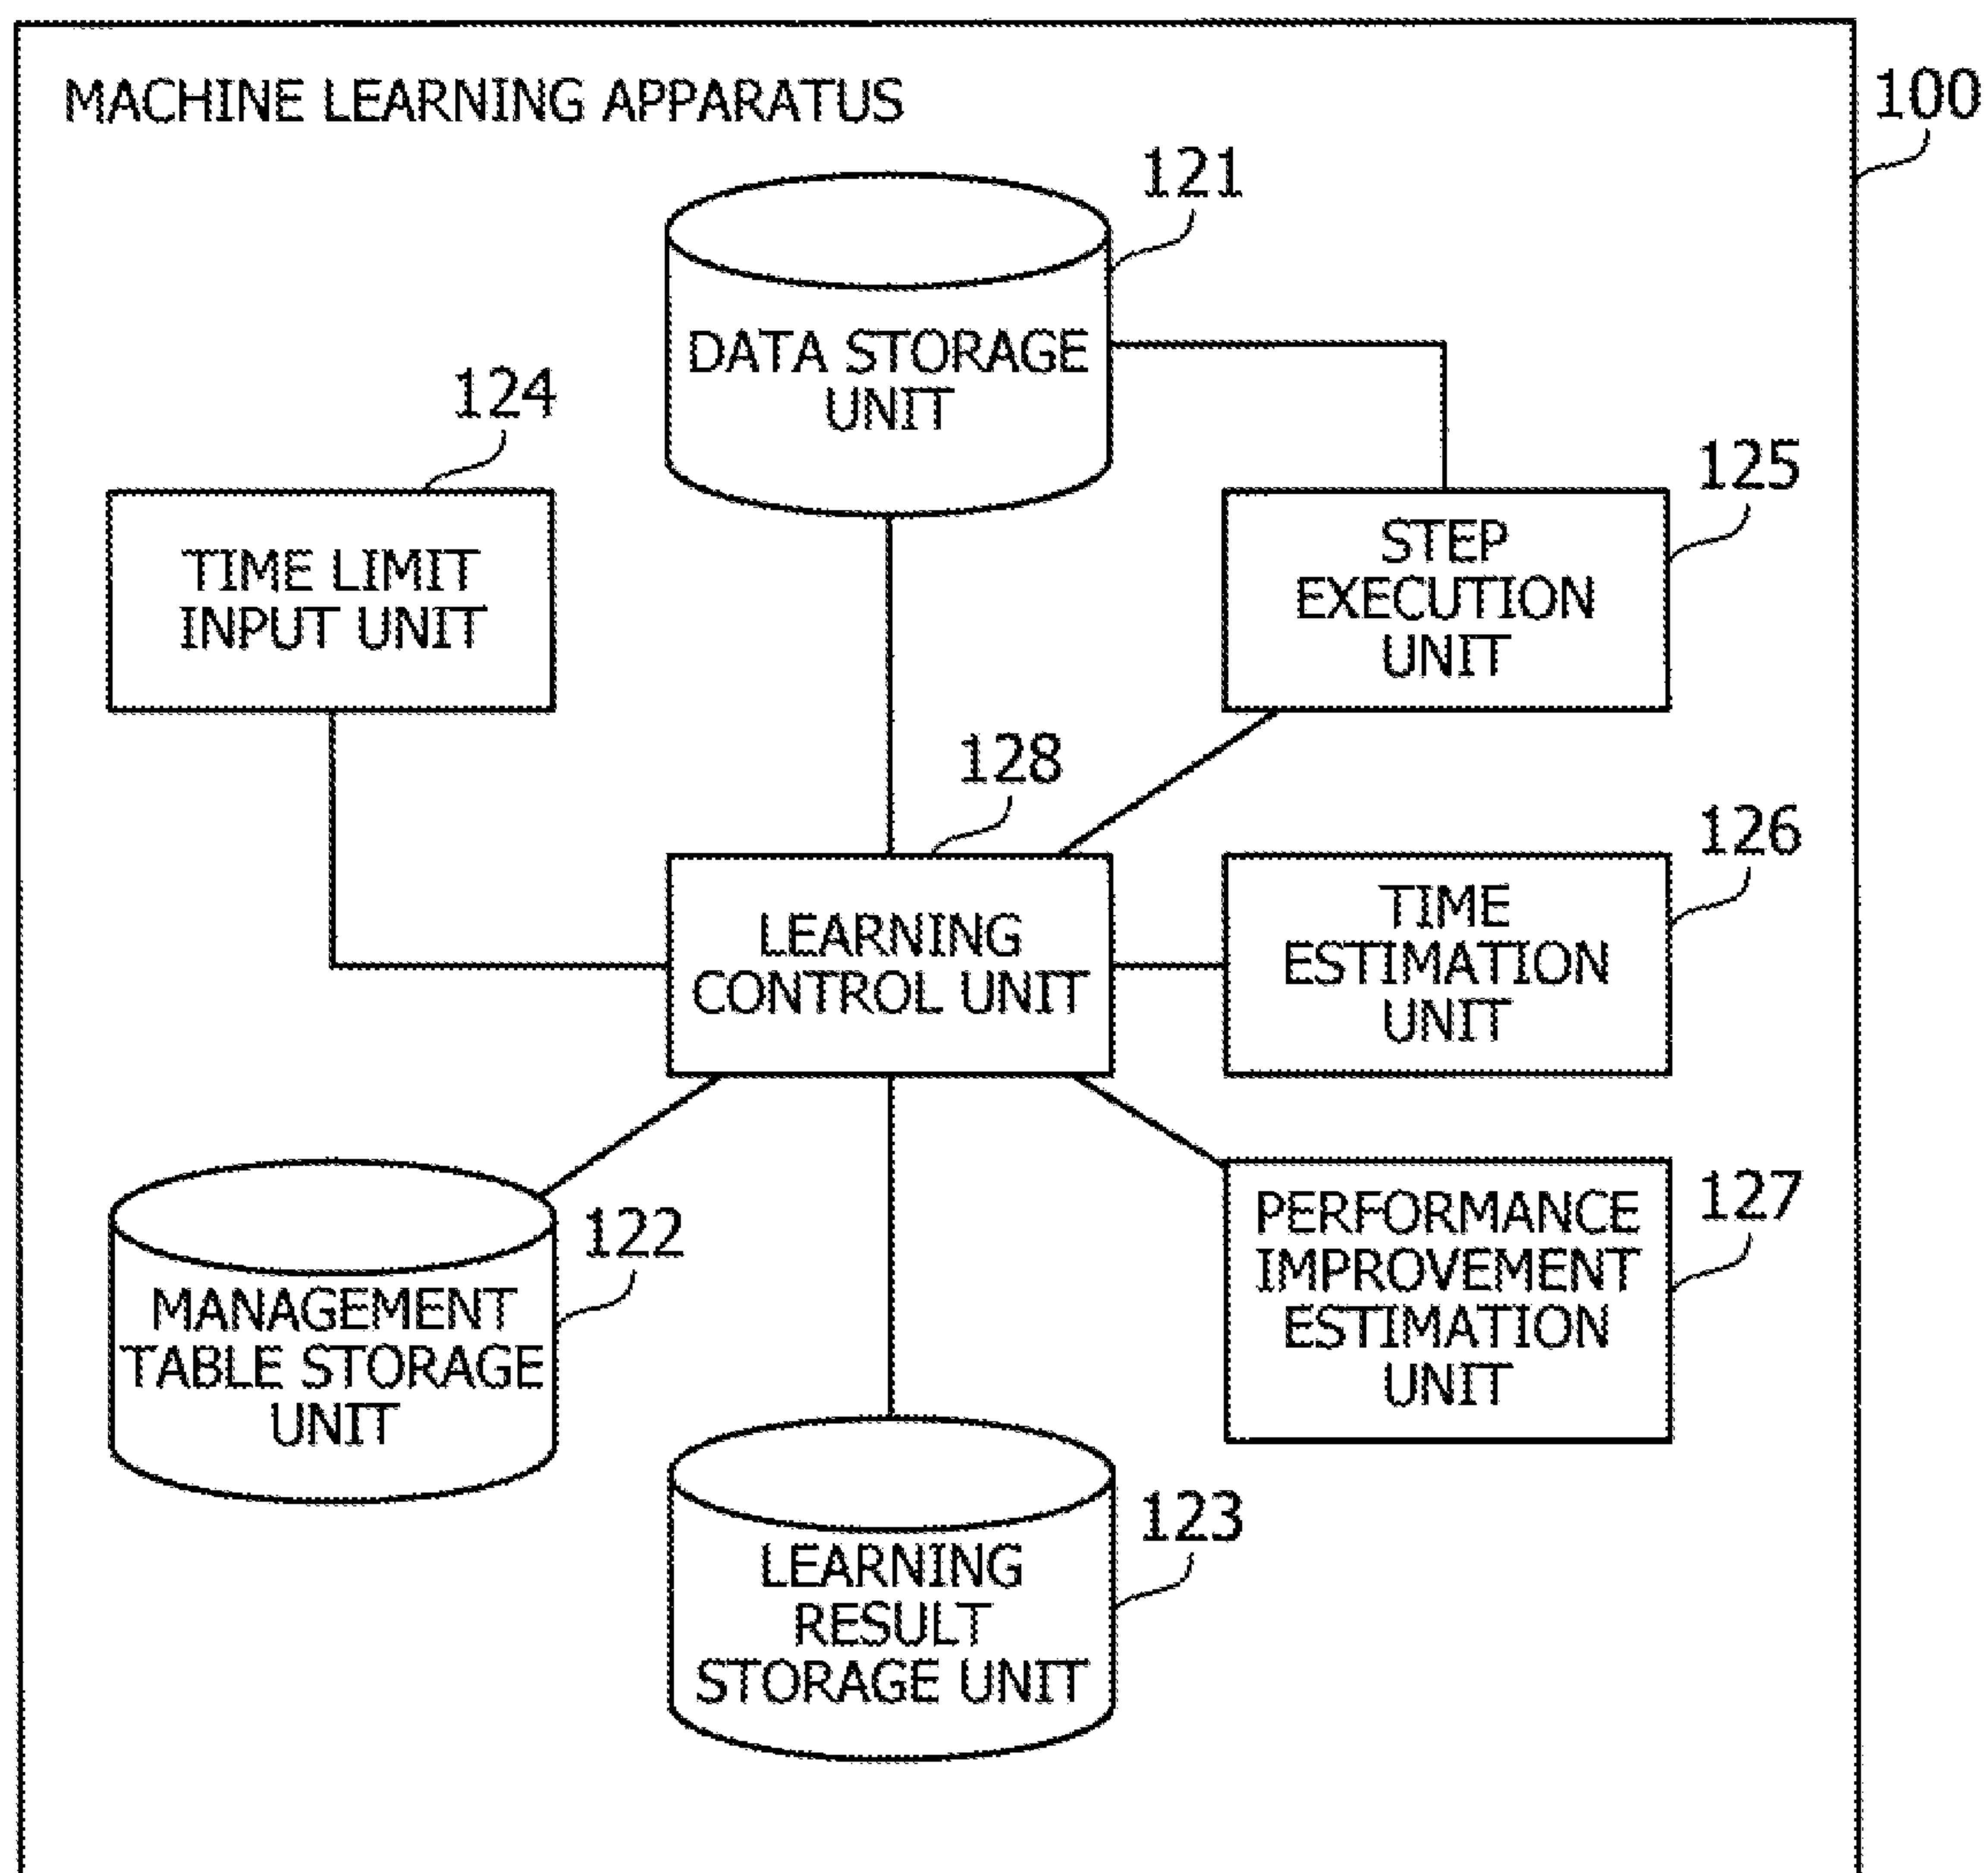 MACHINE LEARNING APPARATUS
100
121
DATA STORAGE
UNIT
124
TIME LIMIT
INPUT UNIT
125
STEP
EXECUTION
UNIT
128
LEARNING
CONTROL UNIT
126
TIME
ESTIMATION
UNIT
122
MANAGEMENT
TABLE STORAGE
UNIT
127
PERFORMANCE
IMPROVEMENT
ESTIMATION
UNIT
123
LEARNING
RESULT
STORAGE UNIT